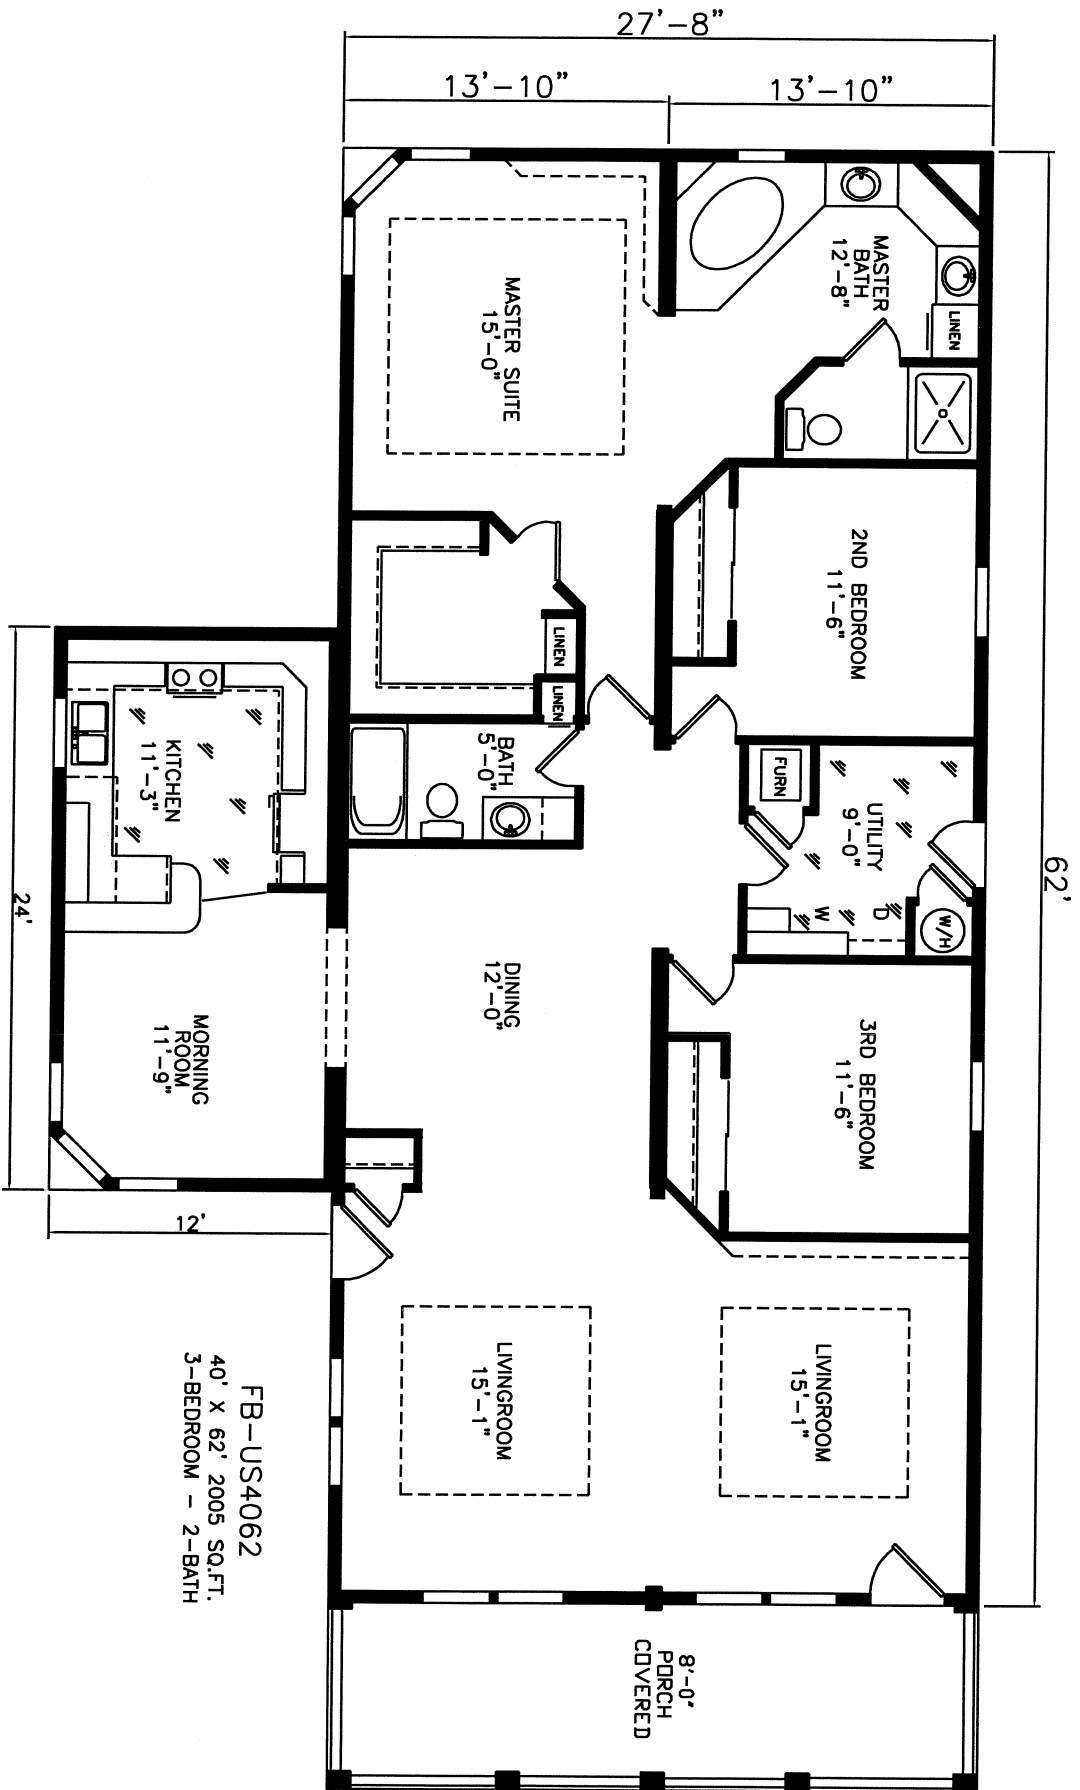 27'-8"
13'-10"
13'-10"
62'
MASTER
BATH
12'-8"
LINEN
MASTER SUITE
15'-0"
2ND BEDROOM
11'-6"
LINEN
LINEN
BATH
5'-0"
FURN
UTILITY
9'-0"
W
D
W/H
KITCHEN
11'-3"
24'
DINING
12'-0"
MORNING
ROOM
11'-9"
12'
3RD BEDROOM
11'-6"
LIVINGROOM
15'-1"
LIVINGROOM
15'-1"
8'-0"
PORCH
COVERED
FB-US4062
40' X 62' 2005 SQ.FT.
3-BEDROOM - 2-BATH